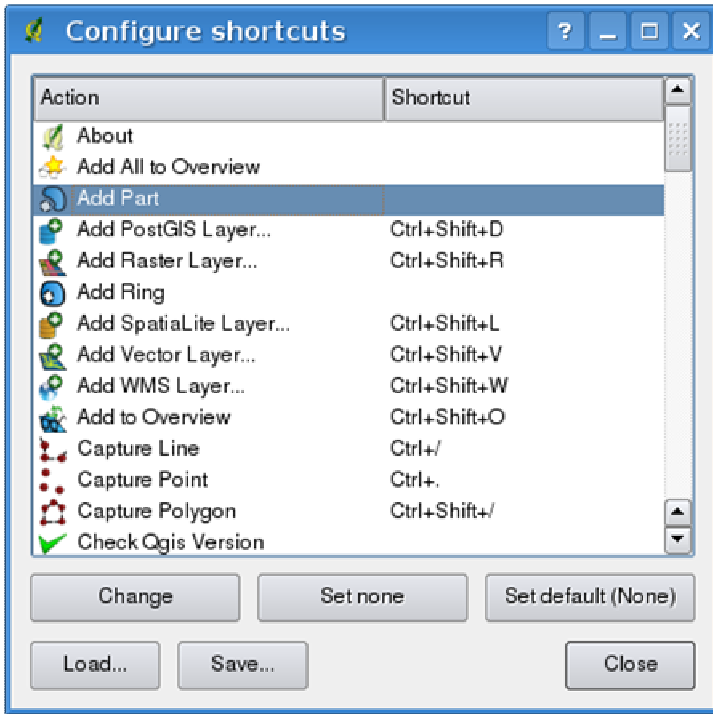 Configure shortcuts
Action Shortcut
About
Add All to Overview
Add Part
Add PostGIS Layer... Ctrl+Shift+D
Add Raster Layer... Ctrl+Shift+R
Add Ring
Add SpatiaLite Layer... Ctrl+Shift+L
Add Vector Layer... Ctrl+Shift+V
Add WMS Layer... Ctrl+Shift+W
Add to Overview Ctrl+Shift+O
Capture Line Ctrl+/
Capture Point Ctrl+.
Capture Polygon Ctrl+Shift+/
Check Qgis Version
Change Set none Set default (None)
Load... Save... Close